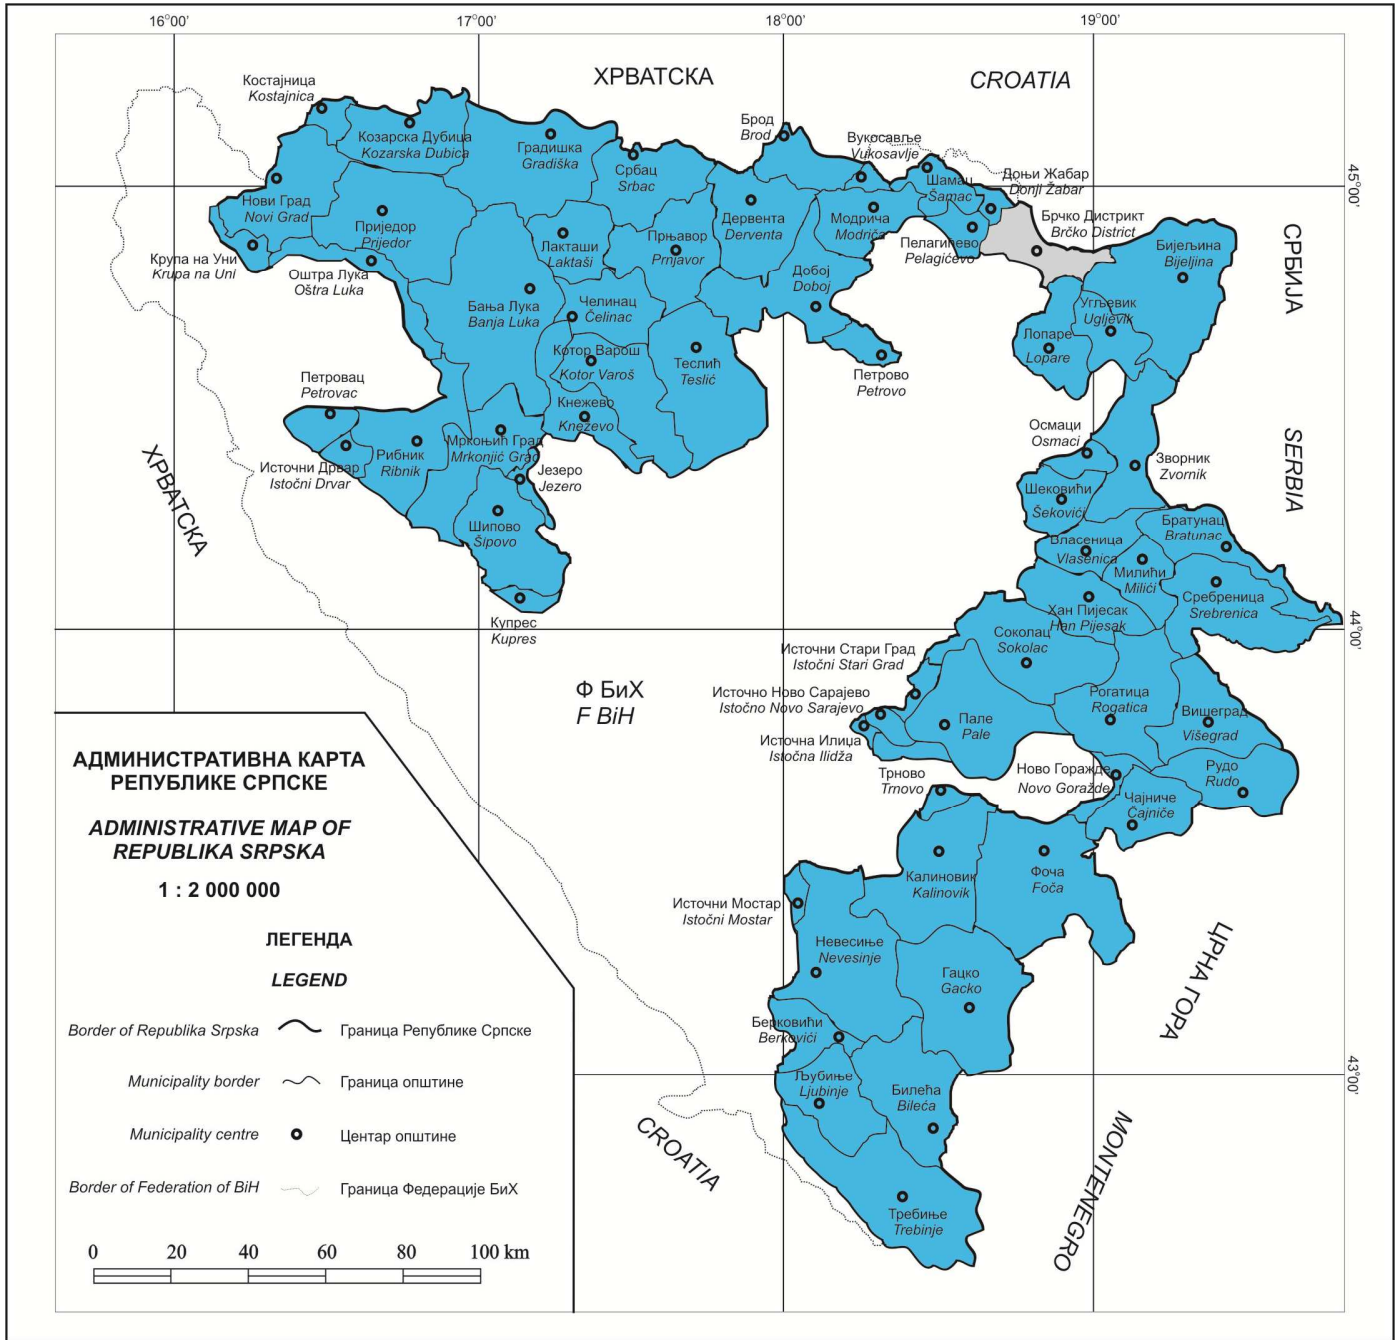 16°00'
17°00'
18°00'
19°00'
ХРВАТСКА
CROATIA
Костајница
Kostajnica
Козарска Дубица
Kozarska Dubica
Градишка
Gradiška
Србац
Srbac
Брод
Brod
Вукосавље
Vukosavlje
Шамац
Šamac
Доњи Жабар
Donji Žabar
Брчко Дистрикт
Brčko District
45°00'
Нови Град
Novi Grad
Приједор
Prijedor
Лакташи
Laktaši
Прњавор
Prnjavor
Дервента
Derventa
Модрича
Modriča
Пелагићево
Pelagićevo
Бијељина
Bijeljina
СРБИЈА
Крупа на Уни
Krupa na Uni
Оштра Лука
Oštra Luka
Бања Лука
Banja Luka
Челинац
Čelinac
Добој
Doboj
Угљевик
Ugljevik
Лопаре
Lopare
Котор Варош
Kotor Varoš
Теслић
Teslić
Петрово
Petrovo
Петровац
Petrovac
Кнежево
Kneževo
Источни Дрвар
Istočni Drvar
Рибник
Ribnik
Мркоњић Град
Mrkonjić Grad
Језеро
Jezero
Осмаци
Osmaci
Зворник
Zvornik
SERBIA
ХРВАТСКА
Шипово
Šipovo
Шековићи
Šekovići
Братунац
Bratunac
Власеница
Vlasenica
Милићи
Milići
Сребреница
Srebrenica
Купрес
Kupres
Хан Пијесак
Han Pijesak
44°00'
Соколац
Sokolac
Источни Стари Град
Istočni Stari Grad
Ф БиХ
F BiH
Источно Ново Сарајево
Istočno Novo Sarajevo
Источна Илиџа
Istočna Ilidža
Пале
Pale
Рогатица
Rogatica
Вишеград
Višegrad
Трново
Trnovo
Ново Горажде
Novo Goražde
Рудо
Rudo
Чајниче
Čajniče
Калиновик
Kalinovik
Фоча
Foča
Источни Мостар
Istočni Mostar
Невесиње
Nevesinje
Гацко
Gacko
ЦРНА ГОРА
Берковићи
Berkovići
Љубиње
Ljubinje
Билећа
Bileća
43°00'
CROATIA
MONTENEGRO
Требиње
Trebinje
АДМИНИСТРАТИВНА КАРТА
РЕПУБЛИКЕ СРПСКЕ
ADMINISTRATIVE MAP OF
REPUBLIKA SRPSKA
1 : 2 000 000
ЛЕГЕНДА
LEGEND
Border of Republika Srpska Граница Републике Српске
Municipality border Граница општине
Municipality centre Центар општине
Border of Federation of BiH Граница Федерације БиХ
0 20 40 60 80 100 km